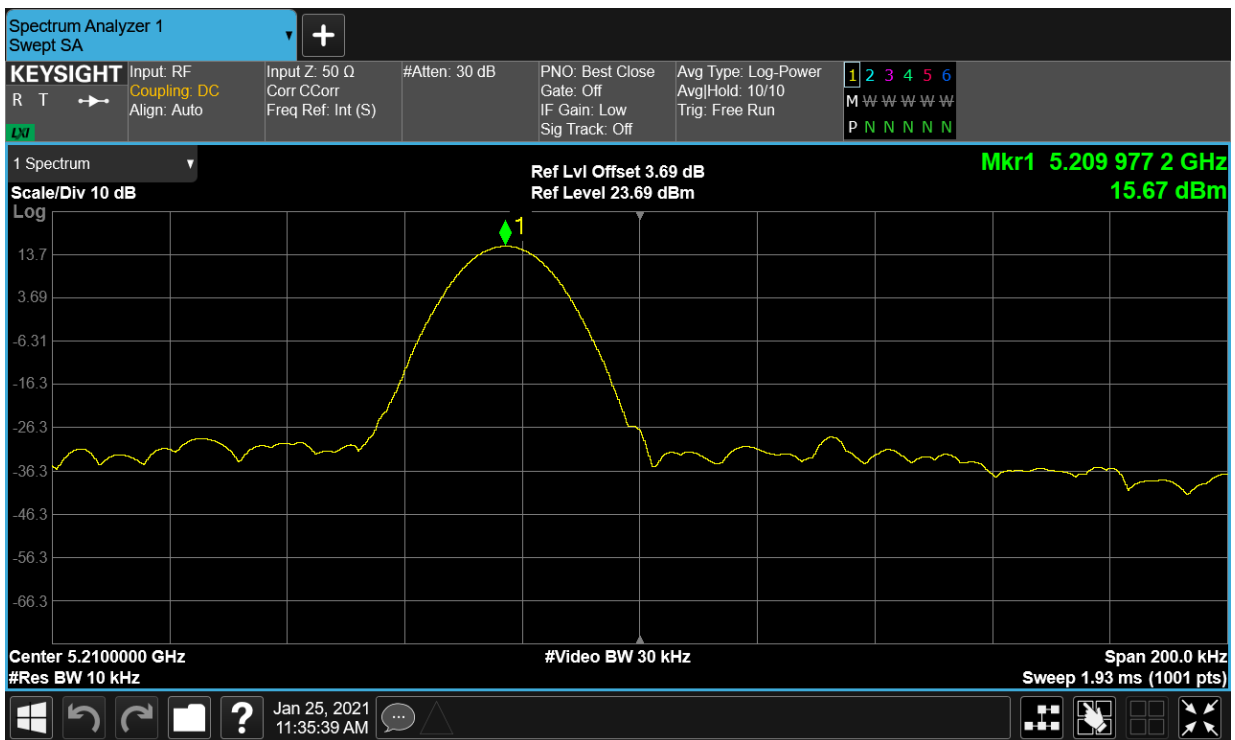 Spectrum Analyzer 1
Swept SA
KEYSIGHT
R T
LXI
Input: RF
Coupling: DC
Align: Auto
Input Z: 50 Ω
Corr CCorr
Freq Ref: Int (S)
#Atten: 30 dB
PNO: Best Close
Gate: Off
IF Gain: Low
Sig Track: Off
Avg Type: Log-Power
Avg|Hold: 10/10
Trig: Free Run
1 2 3 4 5 6
M W W W W W
P N N N N N
1 Spectrum
Scale/Div 10 dB
Log
Ref Lvl Offset 3.69 dB
Ref Level 23.69 dBm
Mkr1 5.209 977 2 GHz
15.67 dBm
1
13.7
3.69
-6.31
-16.3
-26.3
-36.3
-46.3
-56.3
-66.3
Center 5.2100000 GHz
#Res BW 10 kHz
#Video BW 30 kHz
Span 200.0 kHz
Sweep 1.93 ms (1001 pts)
?
Jan 25, 2021
11:35:39 AM